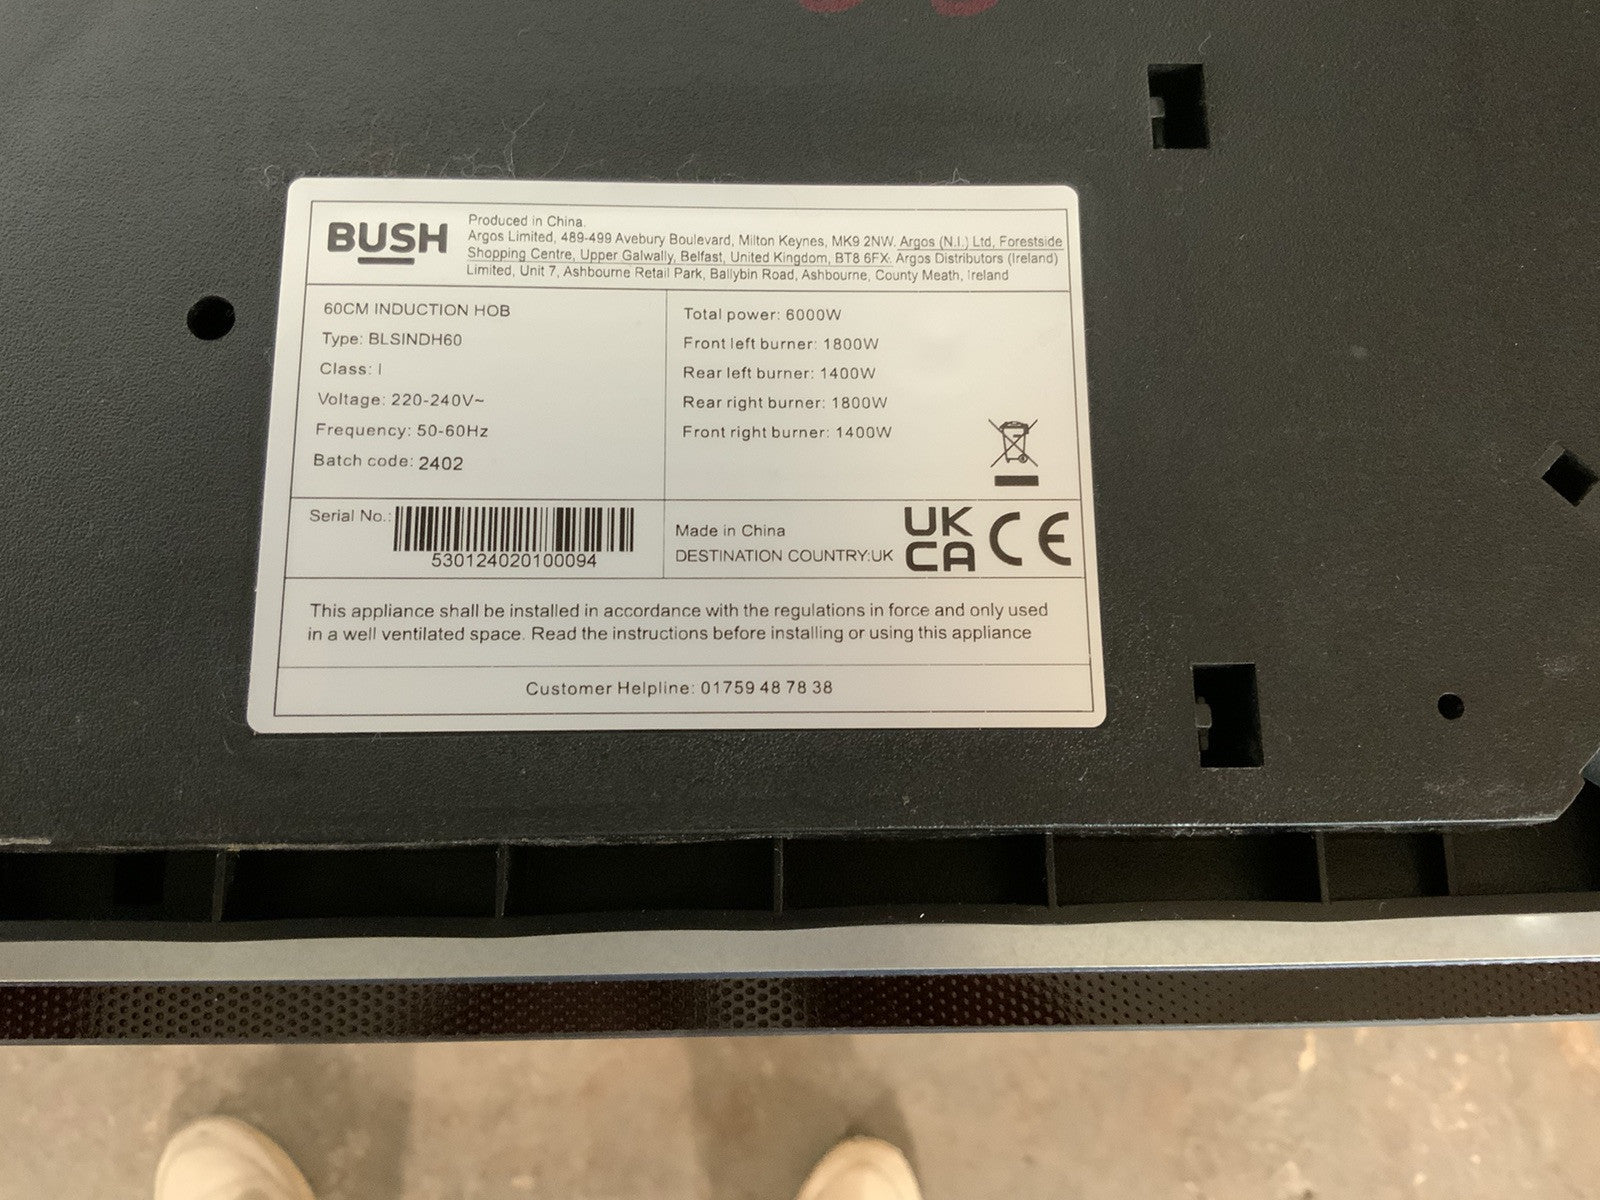 BUSH
Produced in China.
Argos Limited, 489-499 Avebury Boulevard, Milton Keynes, MK9 2NW. Argos (N.I.) Ltd, Forestside
Shopping Centre, Upper Galwally, Belfast, United Kingdom, BT8 6FX. Argos Distributors (Ireland)
Limited, Unit 7, Ashbourne Retail Park, Ballybin Road, Ashbourne, County Meath, Ireland
60CM INDUCTION HOB
Type: BLSINDH60
Class: I
Voltage: 220-240V~
Frequency: 50-60Hz
Batch code: 2402
Total power: 6000W
Front left burner: 1800W
Rear left burner: 1400W
Rear right burner: 1800W
Front right burner: 1400W
Serial No.:
530124020100094
Made in China
DESTINATION COUNTRY:UK
UK
CA
CE
This appliance shall be installed in accordance with the regulations in force and only used
in a well ventilated space. Read the instructions before installing or using this appliance
Customer Helpline: 01759 48 78 38